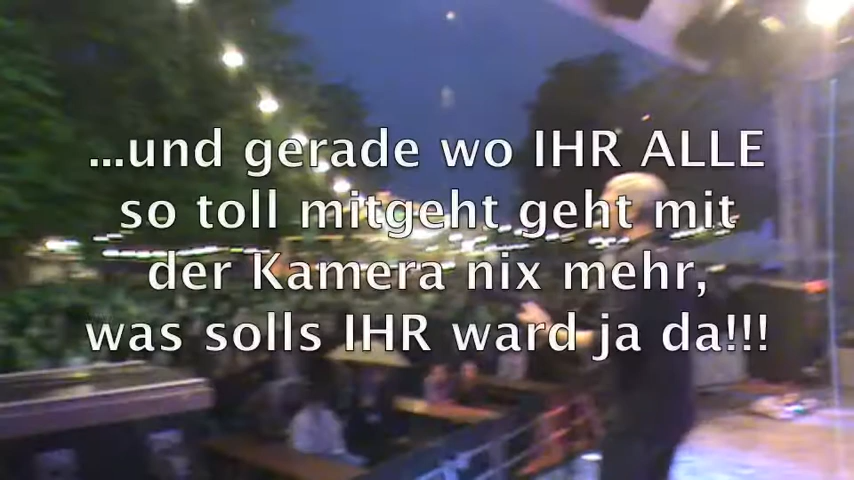 ...und gerade wo IHR ALLE
so toll mitgeht geht mit
der Kamera nix mehr,
was solls IHR ward ja da!!!